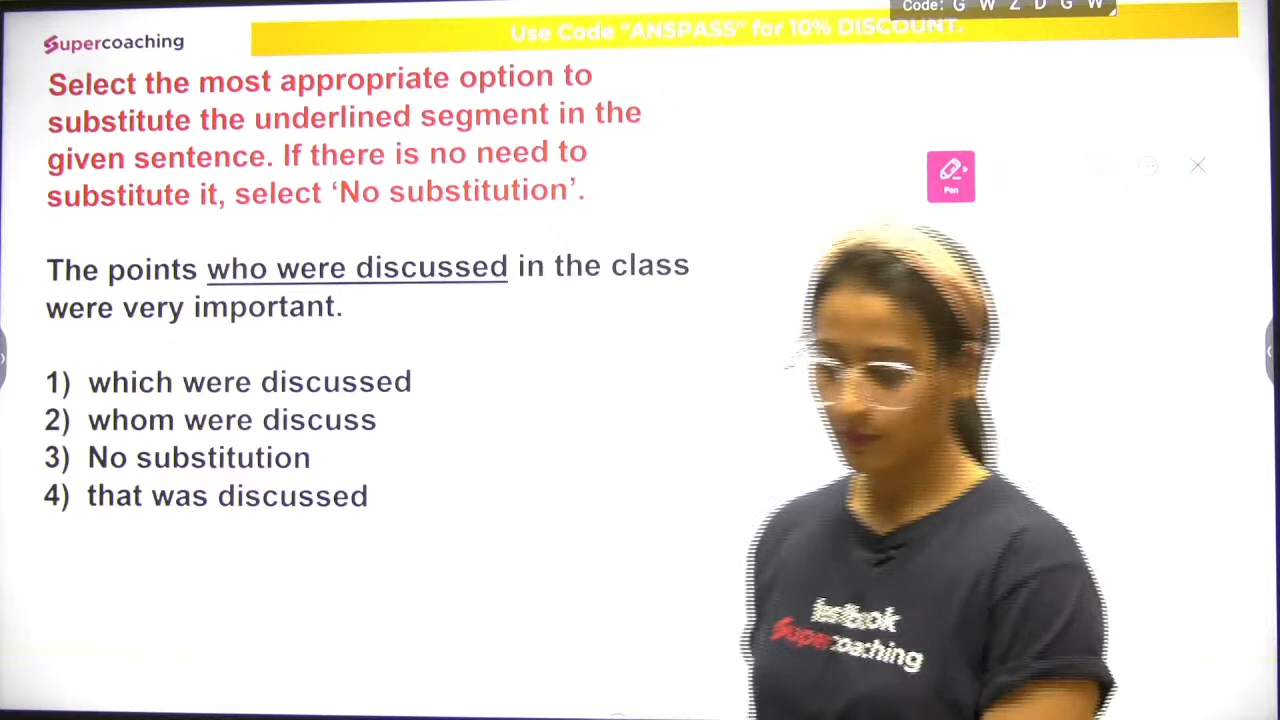 Code: G W Z D G W
Supercoaching
Use Code "ANSPASS" for 10% DISCOUNT.
Select the most appropriate option to
substitute the underlined segment in the
given sentence. If there is no need to
substitute it, select ‘No substitution’.
Pen
The points who were discussed in the class
were very important.
1) which were discussed
2) whom were discuss
3) No substitution
4) that was discussed
testbook
Supercoaching